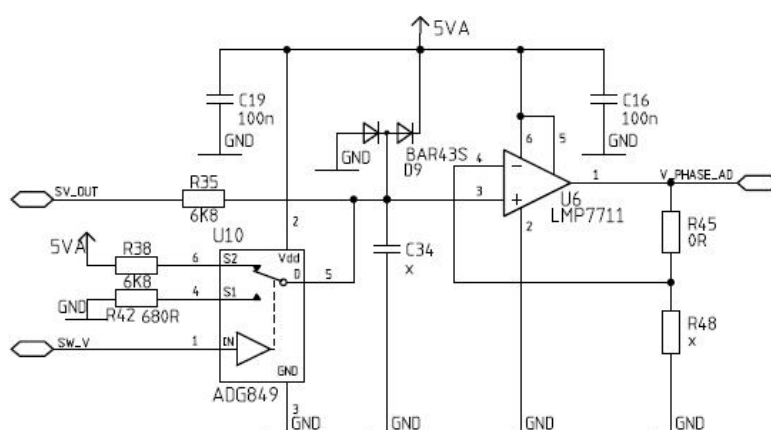 5VA
C19
100n
GND
C16
100n
GND
GND
BAR43S
D9
6
5
4
3
2
1
U6
LMP7711
V_PHASE_AD
SV_OUT
R35
6K8
U10
2
Vdd
5VA
R38
6K8
6
S2
D
5
GND
R42 680R
4
S1
SW_V
1
IN
GND
ADG849
3
GND
C34
x
GND
GND
R45
0R
R48
x
GND